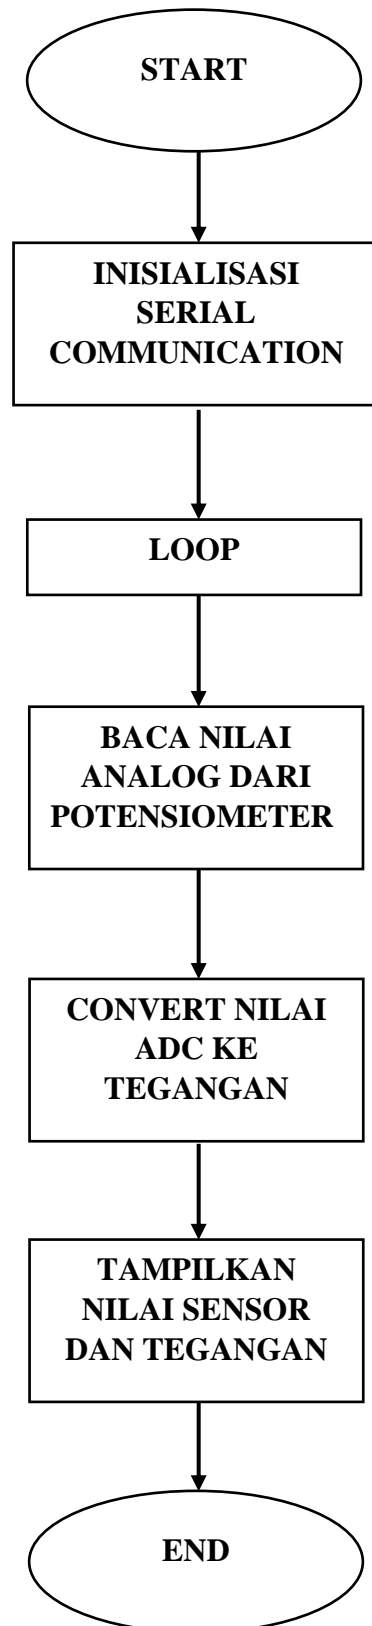 START
INISIALISASI
SERIAL
COMMUNICATION
LOOP
BACA NILAI
ANALOG DARI
POTENSIOMETER
CONVERT NILAI
ADC KE
TEGANGAN
TAMPILKAN
NILAI SENSOR
DAN TEGANGAN
END